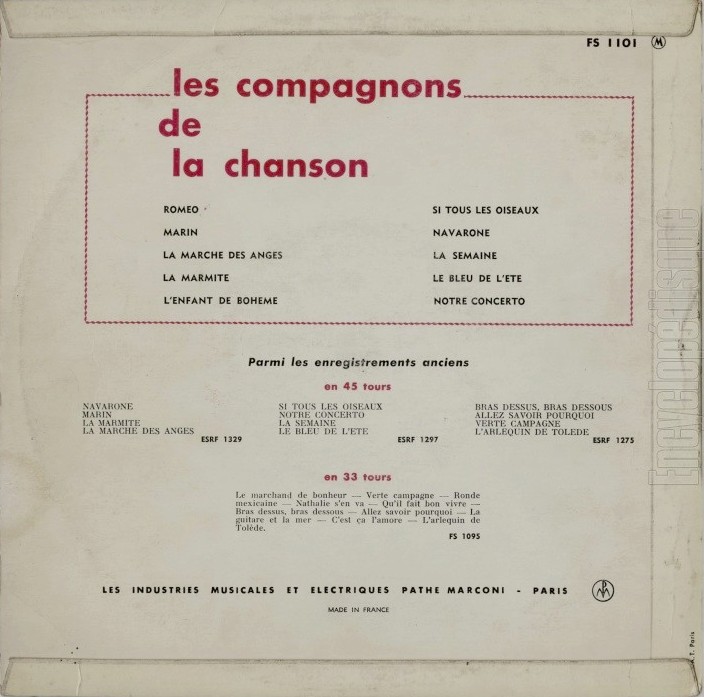 FS 1101 M
les compagnons
de
la chanson
ROMEO
MARIN
LA MARCHE DES ANGES
LA MARMITE
L'ENFANT DE BOHEME
SI TOUS LES OISEAUX
NAVARONE
LA SEMAINE
LE BLEU DE L'ETE
NOTRE CONCERTO
Parmi les enregistrements anciens
en 45 tours
NAVARONE
MARIN
LA MARMITE
LA MARCHE DES ANGES
ESRF 1329
SI TOUS LES OISEAUX
NOTRE CONCERTO
LA SEMAINE
LE BLEU DE L'ETE
ESRF 1297
BRAS DESSUS, BRAS DESSOUS
ALLEZ SAVOIR POURQUOI
VERTE CAMPAGNE
L'ARLEQUIN DE TOLEDE
ESRF 1275
en 33 tours
Le marchand de bonheur — Verte campagne — Ronde
mexicaine — Nathalie s'en va — Qu'il fait bon vivre —
Bras dessus, bras dessous — Allez savoir pourquoi — La
guitare et la mer — C'est ça l'amore — L'arlequin de
Tolède.
FS 1095
LES INDUSTRIES MUSICALES ET ELECTRIQUES PATHE MARCONI - PARIS
MADE IN FRANCE
Encyclopédisque